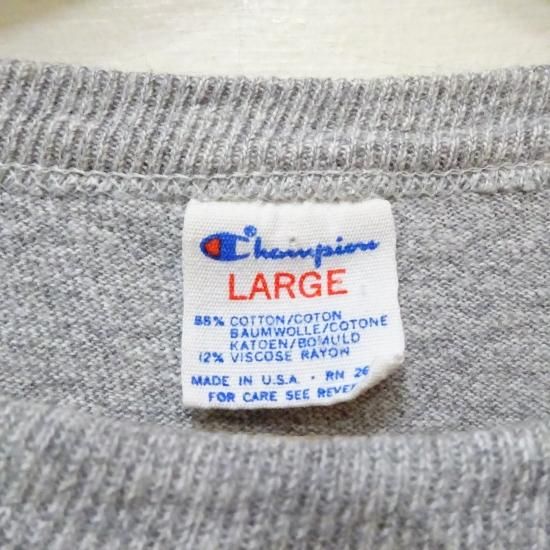 Champion®
LARGE
88% COTTON/COTON
BAUMWOLLE/COTONE
KATOEN/BOMULD
12% VISCOSE RAYON
MADE IN U.S.A. · RN 26
FOR CARE SEE REVE